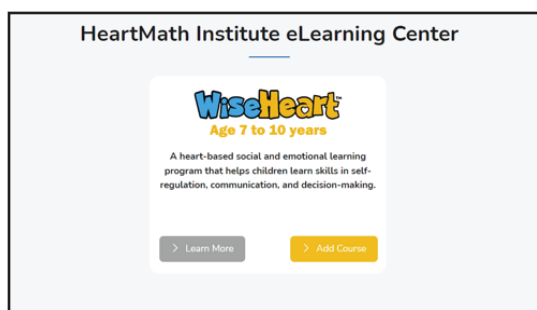 HeartMath Institute eLearning Center
WiseHeart™
Age 7 to 10 years
A heart-based social and emotional learning
program that helps children learn skills in self-
regulation, communication, and decision-making.
Learn More
Add Course